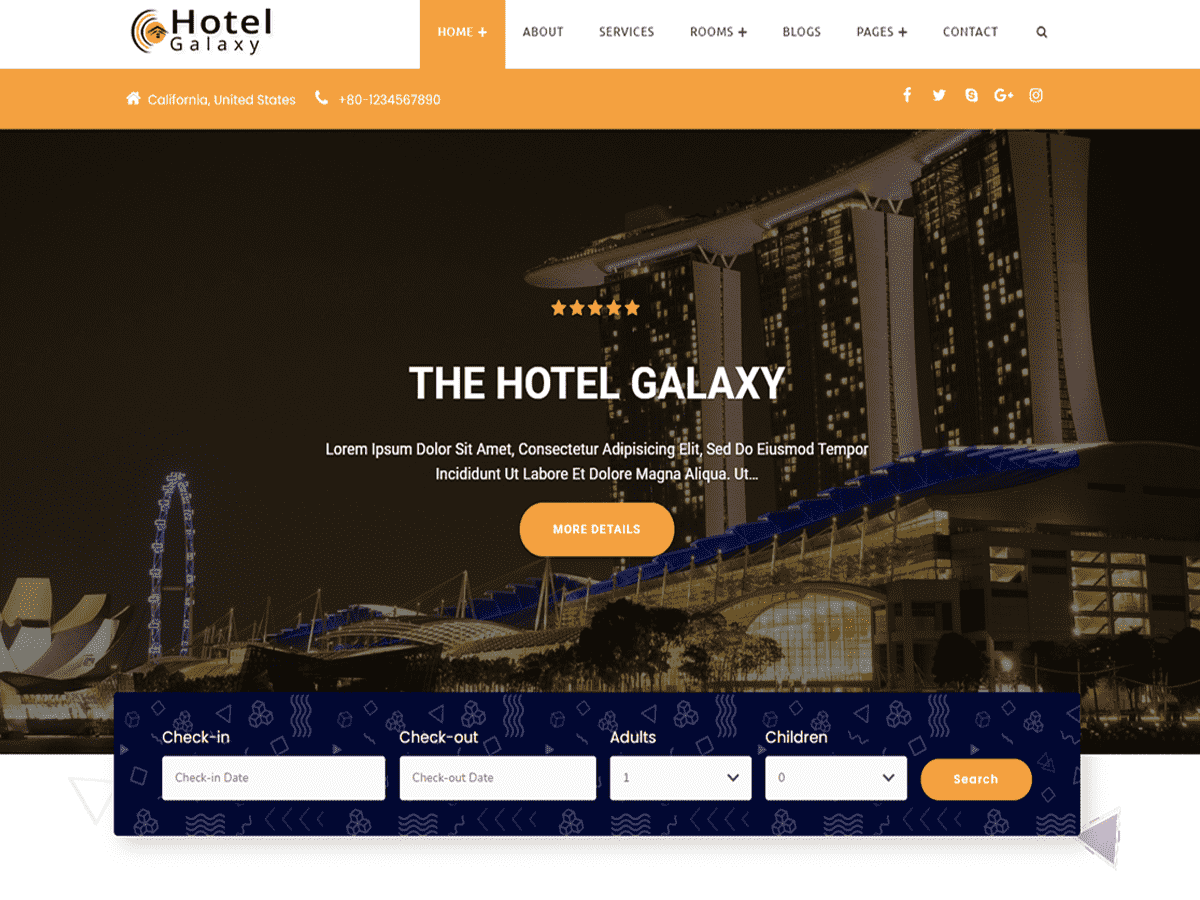 Hotel
Galaxy
HOME + ABOUT SERVICES ROOMS + BLOGS PAGES + CONTACT
California, United States +80-1234567890
THE HOTEL GALAXY
Lorem Ipsum Dolor Sit Amet, Consectetur Adipisicing Elit, Sed Do Eiusmod Tempor
Incididunt Ut Labore Et Dolore Magna Aliqua. Ut...
MORE DETAILS
Check-in Check-out Adults Children
Check-in Date Check-out Date 1 0 Search